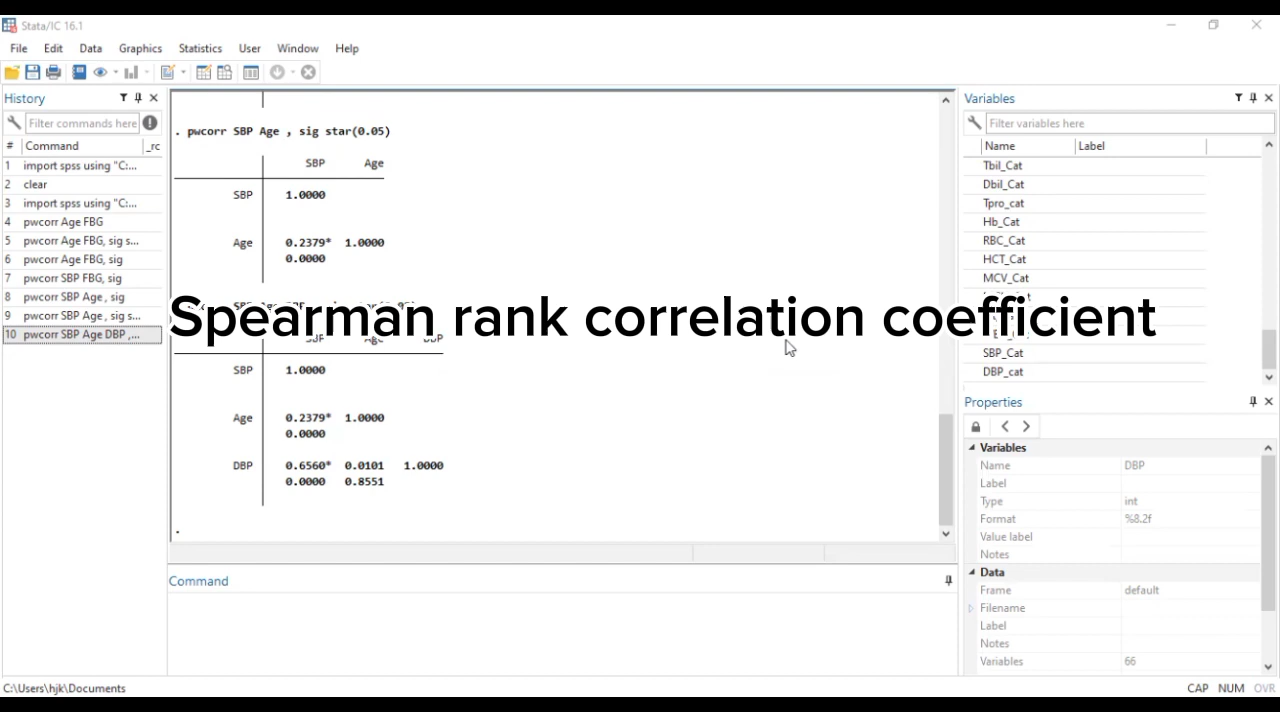 Stata/IC 16.1
File Edit Data Graphics Statistics User Window Help
History
Filter commands here
# Command _rc
1 import spss using "C:...
2 clear
3 import spss using "C:...
4 pwcorr Age FBG
5 pwcorr Age FBG, sig s...
6 pwcorr Age FBG, sig
7 pwcorr SBP FBG, sig
8 pwcorr SBP Age , sig
9 pwcorr SBP Age , sig s...
10 pwcorr SBP Age DBP ,...
. pwcorr SBP Age , sig star(0.05)
SBP Age
SBP 1.0000
Age 0.2379* 1.0000
0.0000
Spearman rank correlation coefficient
SBP Age DBP
SBP 1.0000
Age 0.2379* 1.0000
0.0000
DBP 0.6560* 0.0101 1.0000
0.0000 0.8551
.
Command
Variables
Filter variables here
Name Label
Tbil_Cat
Dbil_Cat
Tpro_cat
Hb_Cat
RBC_Cat
HCT_Cat
MCV_Cat
SBP_Cat
DBP_cat
Properties
Variables
Name DBP
Label
Type int
Format %8.2f
Value label
Notes
Data
Frame default
Filename
Label
Notes
Variables 66
C:\Users\hjk\Documents
CAP NUM OVR